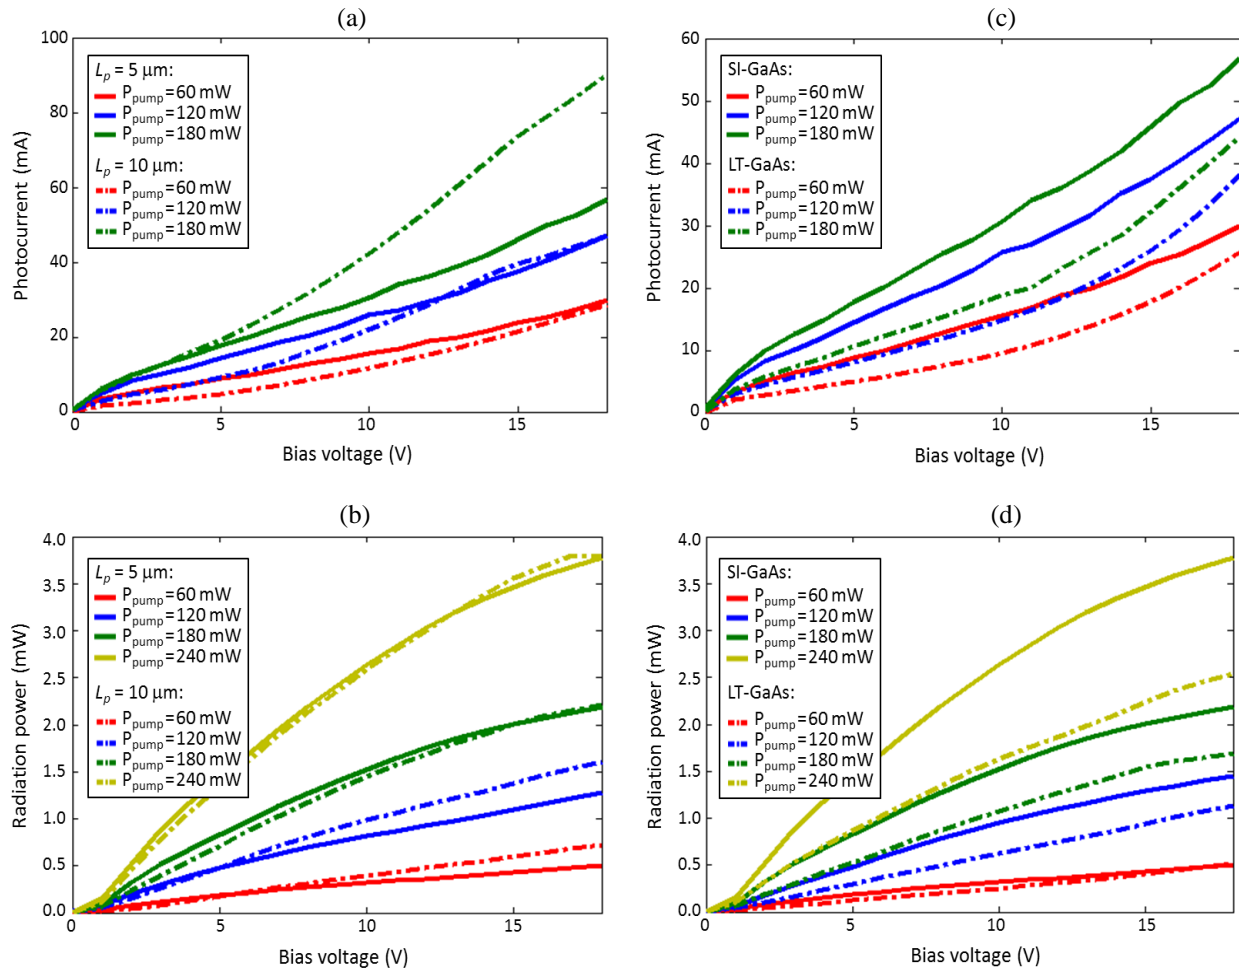 (a)
100
80
60
40
20
0
0
5
10
15
Photocurrent (mA)
Bias voltage (V)
Lp = 5 μm:
Ppump = 60 mW
Ppump = 120 mW
Ppump = 180 mW
Lp = 10 μm:
Ppump = 60 mW
Ppump = 120 mW
Ppump = 180 mW
(c)
60
50
40
30
20
10
0
0
5
10
15
Photocurrent (mA)
Bias voltage (V)
SI-GaAs:
Ppump = 60 mW
Ppump = 120 mW
Ppump = 180 mW
LT-GaAs:
Ppump = 60 mW
Ppump = 120 mW
Ppump = 180 mW
(b)
4.0
3.5
3.0
2.5
2.0
1.5
1.0
0.5
0.0
0
5
10
15
Radiation power (mW)
Bias voltage (V)
Lp = 5 μm:
Ppump = 60 mW
Ppump = 120 mW
Ppump = 180 mW
Ppump = 240 mW
Lp = 10 μm:
Ppump = 60 mW
Ppump = 120 mW
Ppump = 180 mW
Ppump = 240 mW
(d)
4.0
3.5
3.0
2.5
2.0
1.5
1.0
0.5
0.0
0
5
10
15
Radiation power (mW)
Bias voltage (V)
SI-GaAs:
Ppump = 60 mW
Ppump = 120 mW
Ppump = 180 mW
Ppump = 240 mW
LT-GaAs:
Ppump = 60 mW
Ppump = 120 mW
Ppump = 180 mW
Ppump = 240 mW